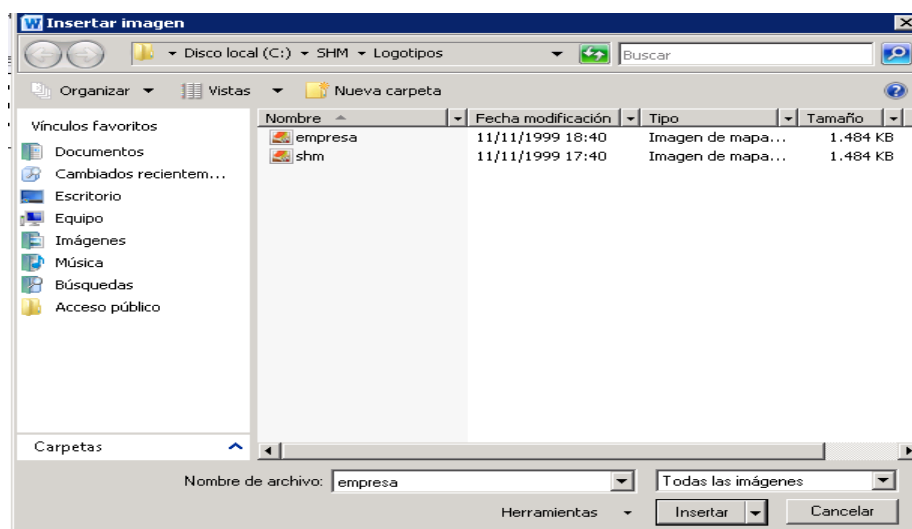 Insertar imagen
Disco local (C:) SHM Logotipos Buscar
Organizar Vistas Nueva carpeta
Vínculos favoritos
Documentos
Cambiados recientem...
Escritorio
Equipo
Imágenes
Música
Búsquedas
Acceso público
Carpetas
Nombre Fecha modificación Tipo Tamaño
empresa 11/11/1999 18:40 Imagen de mapa... 1.484 KB
shm 11/11/1999 17:40 Imagen de mapa... 1.484 KB
Nombre de archivo: empresa Todas las imágenes
Herramientas Insertar Cancelar